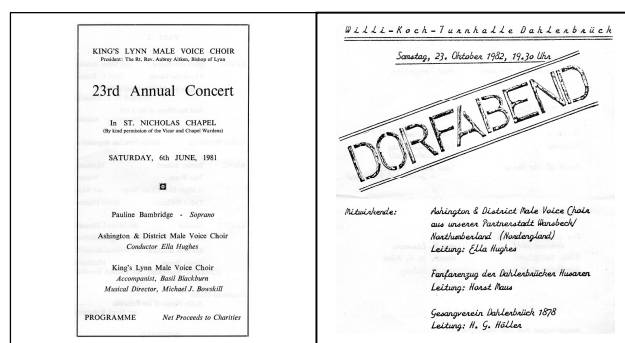 KING'S LYNN MALE VOICE CHOIR
President: The Rt. Rev. Aubrey Aitken, Bishop of Lynn
23rd Annual Concert
In ST. NICHOLAS CHAPEL
(By kind permission of the Vicar and Chapel Wardens)
SATURDAY, 6th JUNE, 1981
Pauline Bambridge - Soprano
Ashington & District Male Voice Choir
Conductor Ella Hughes
King's Lynn Male Voice Choir
Accompanist, Basil Blackburn
Musical Director, Michael J. Bowskill
PROGRAMME Net Proceeds to Charities
Willi-Koch-Turnhalle Dahlerbrück
Samstag, 23. Oktober 1982, 19.30 Uhr
DORFABEND
Mitwirkende: Ashington & District Male Voice Choir
aus unserer Partnerstadt Wansbeck/
Northumberland (Nordengland)
Leitung: Ella Hughes
Fanfarenzug der Dahlerbrücker Husaren
Leitung: Horst Maus
Gesangverein Dahlerbrück 1878
Leitung: H. G. Höller